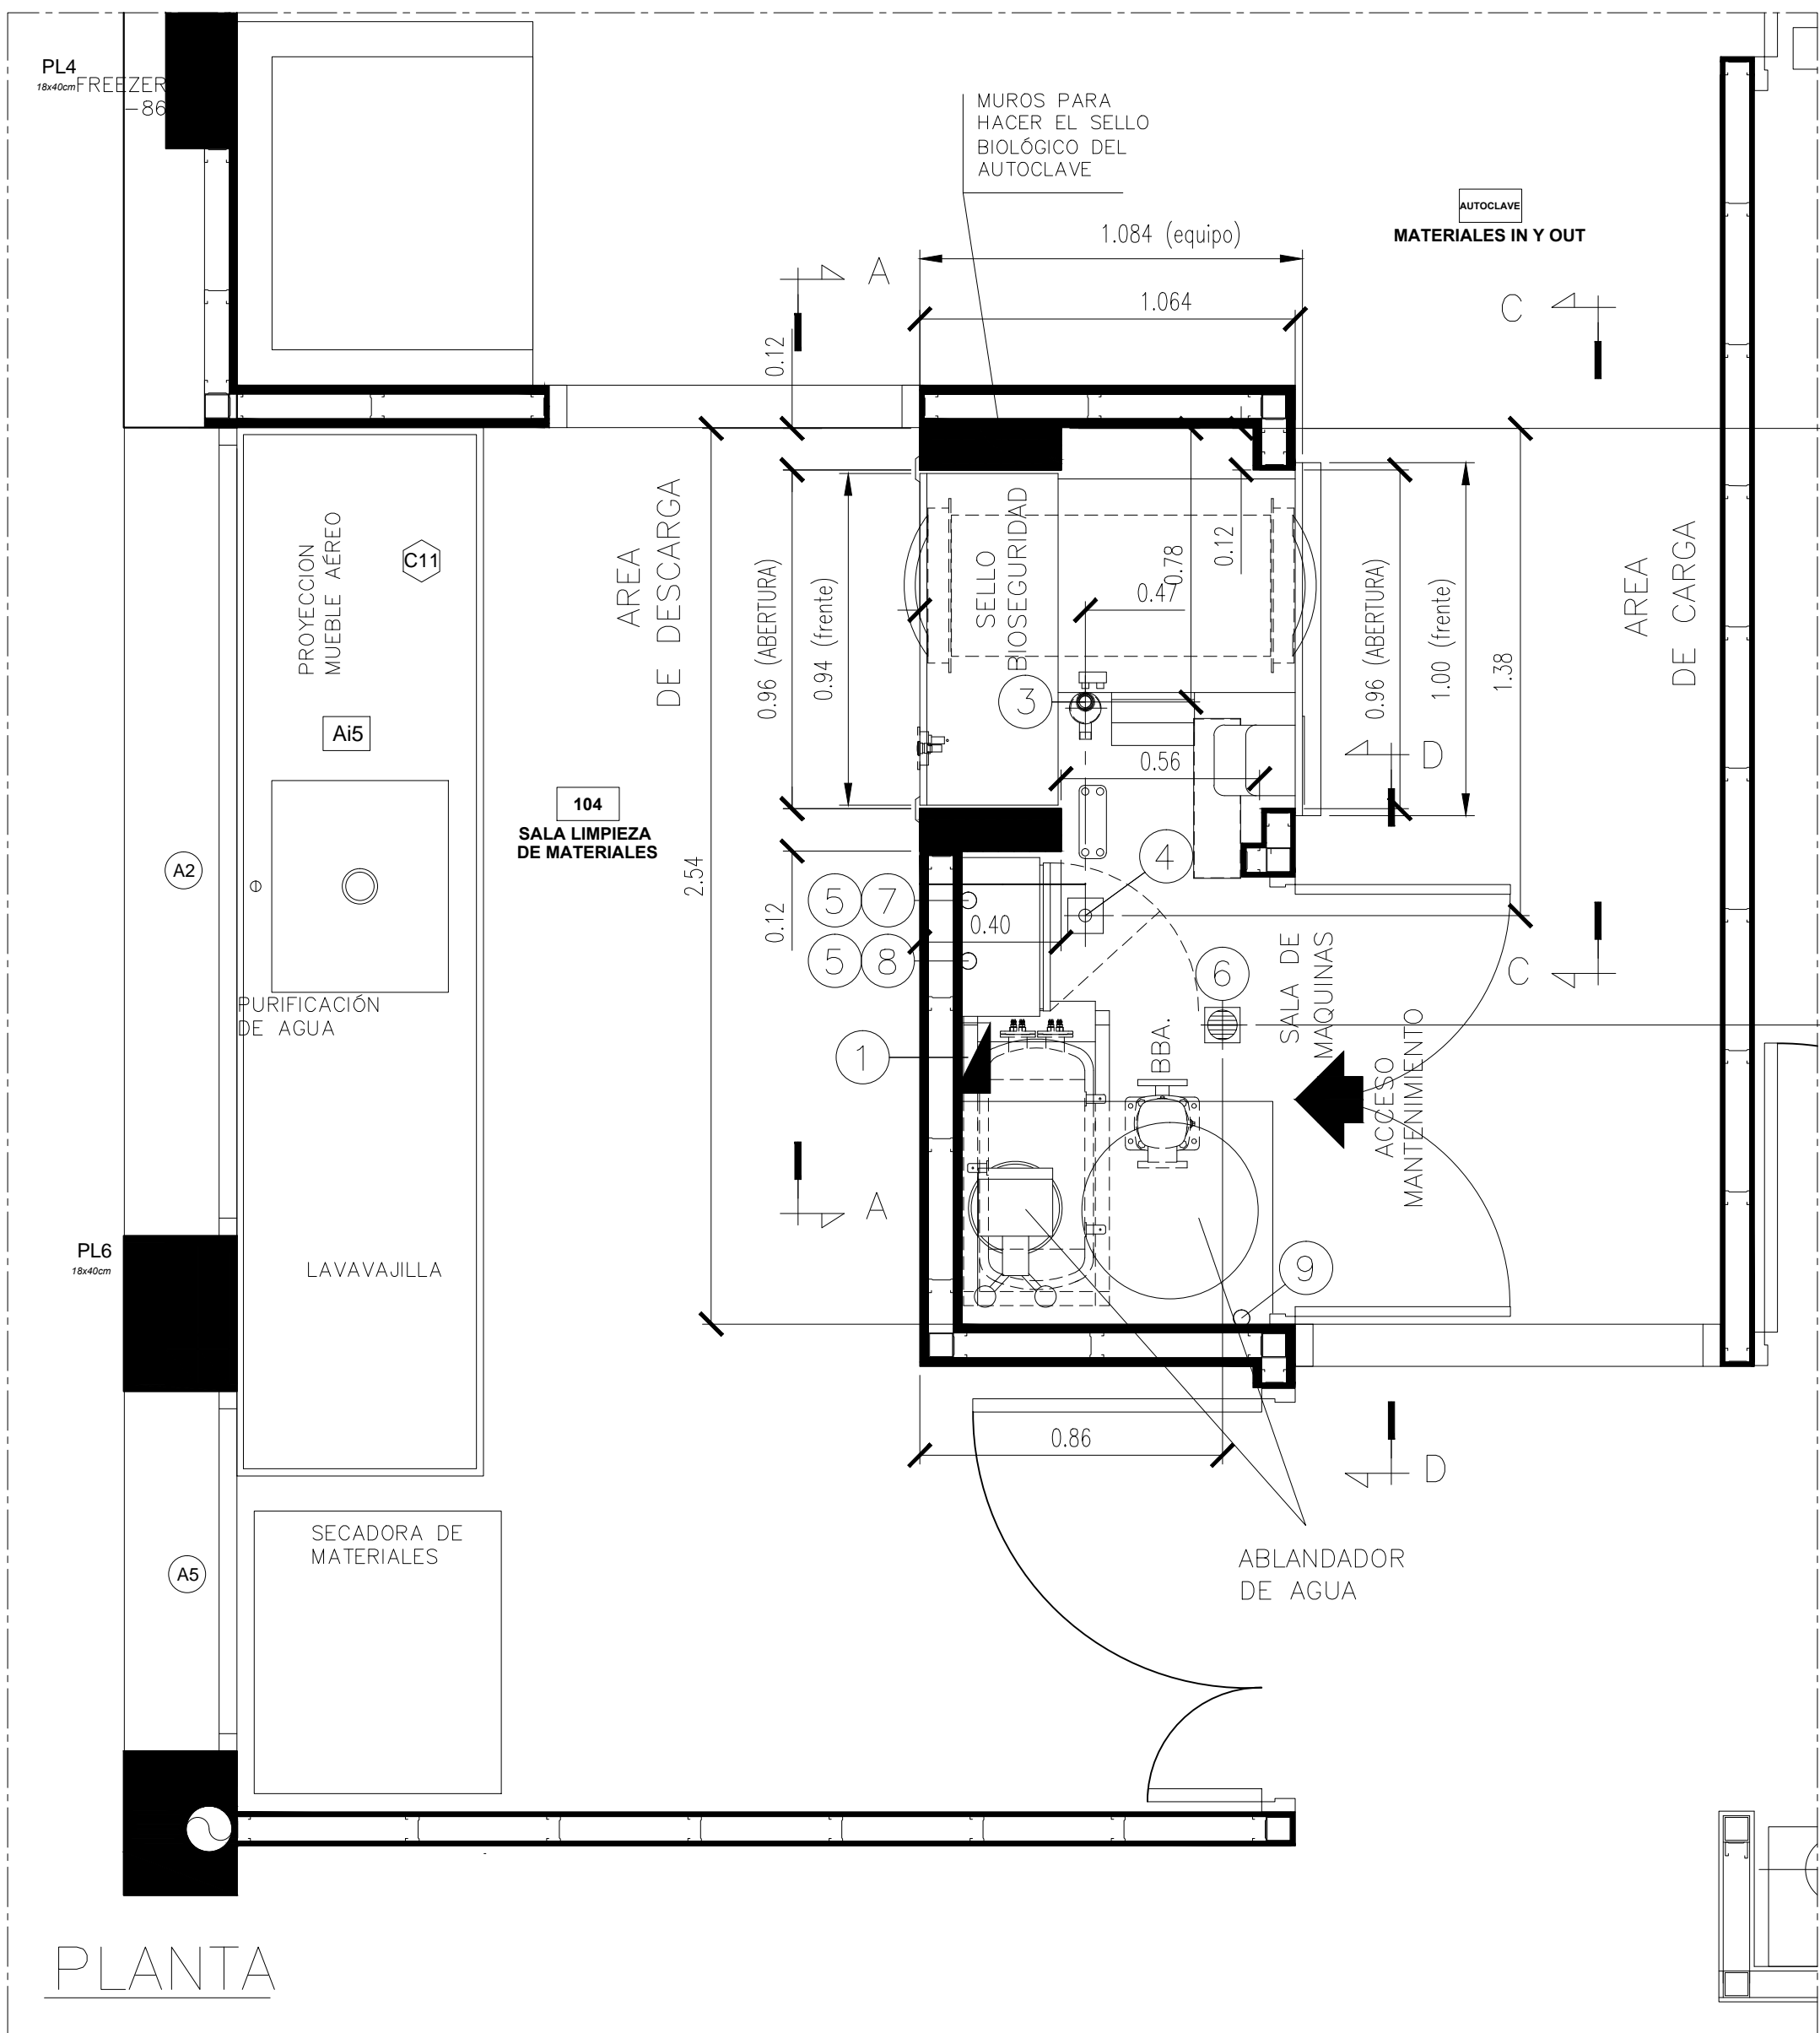 PL4
18x40cm
FREEZER
-86
MUROS PARA
HACER EL SELLO
BIOLÓGICO DEL
AUTOCLAVE
AUTOCLAVE
MATERIALES IN Y OUT
1.084 (equipo)
1.064
A
C
0.12
PROYECCION
MUEBLE AÉREO
C11
AREA
DE DESCARGA
0.96 (ABERTURA)
0.94 (frente)
SELLO
BIOSEGURIDAD
0.78
0.12
0.47
0.96 (ABERTURA)
1.00 (frente)
1.38
AREA
DE CARGA
3
Ai5
0.56
D
104
SALA LIMPIEZA
DE MATERIALES
2.54
A2
0.12
4
5
7
0.40
5
8
6
SALA DE
MAQUINAS
C
PURIFICACIÓN
DE AGUA
1
BBA.
ACCESO
MANTENIMIENTO
A
PL6
18x40cm
LAVAVAJILLA
9
0.86
D
SECADORA DE
MATERIALES
A5
ABLANDADOR
DE AGUA
PLANTA